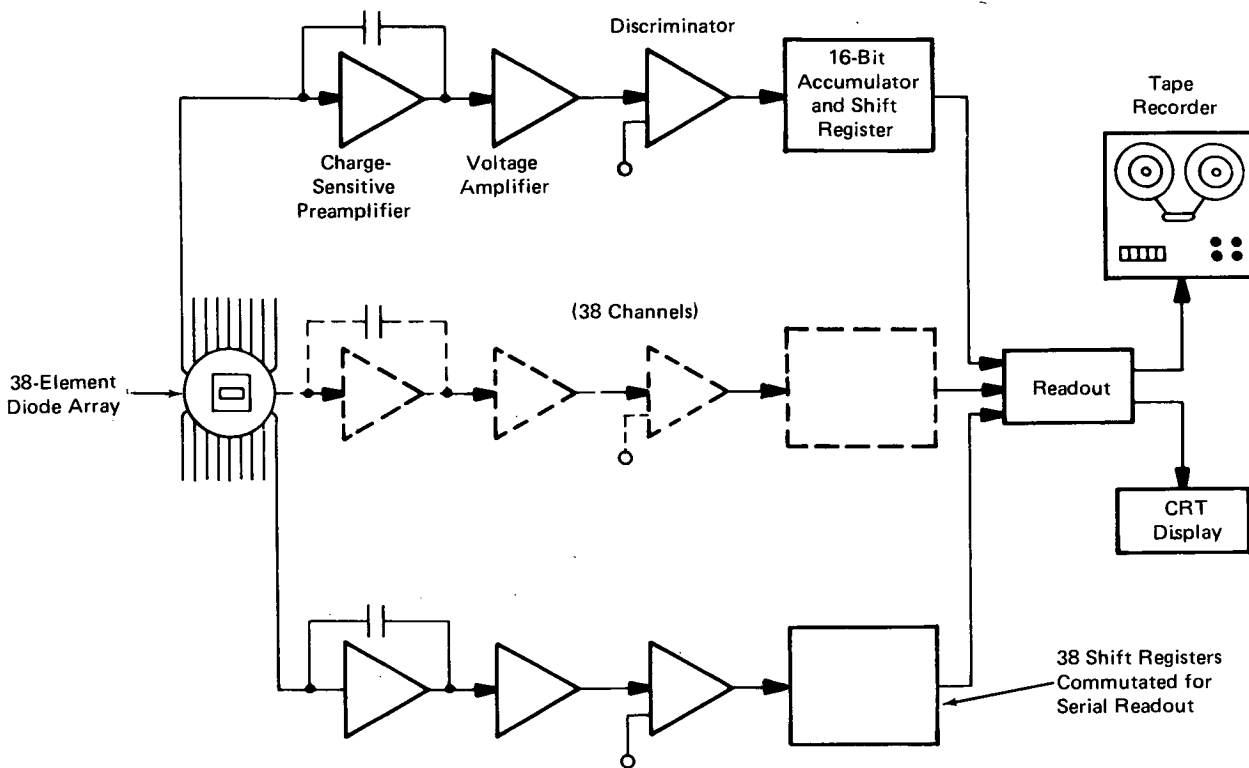 Discriminator
16-Bit
Accumulator
and Shift
Register
Tape
Recorder
Charge-
Sensitive
Preamplifier
Voltage
Amplifier
(38 Channels)
38-Element
Diode Array
Readout
CRT
Display
38 Shift Registers
Commutated for
Serial Readout